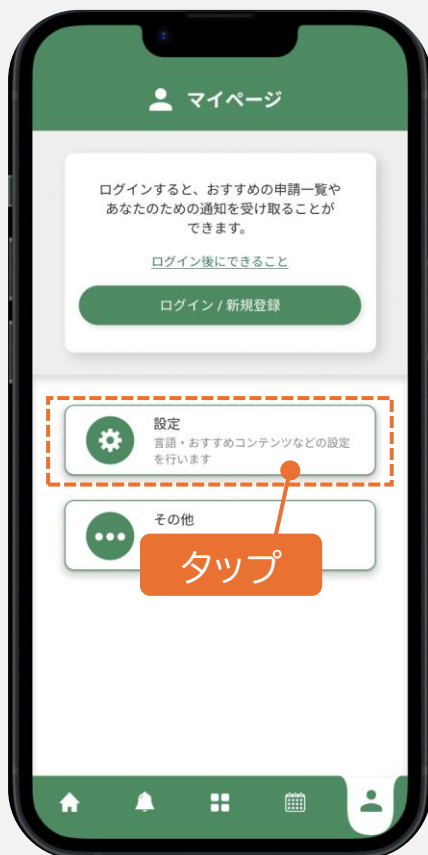 マイページ
ログインすると、おすすめの申請一覧や
あなたのための通知を受け取ることが
できます。
ログイン後にできること
ログイン / 新規登録
設定
言語・おすすめコンテンツなどの設定
を行います
その他
タップ